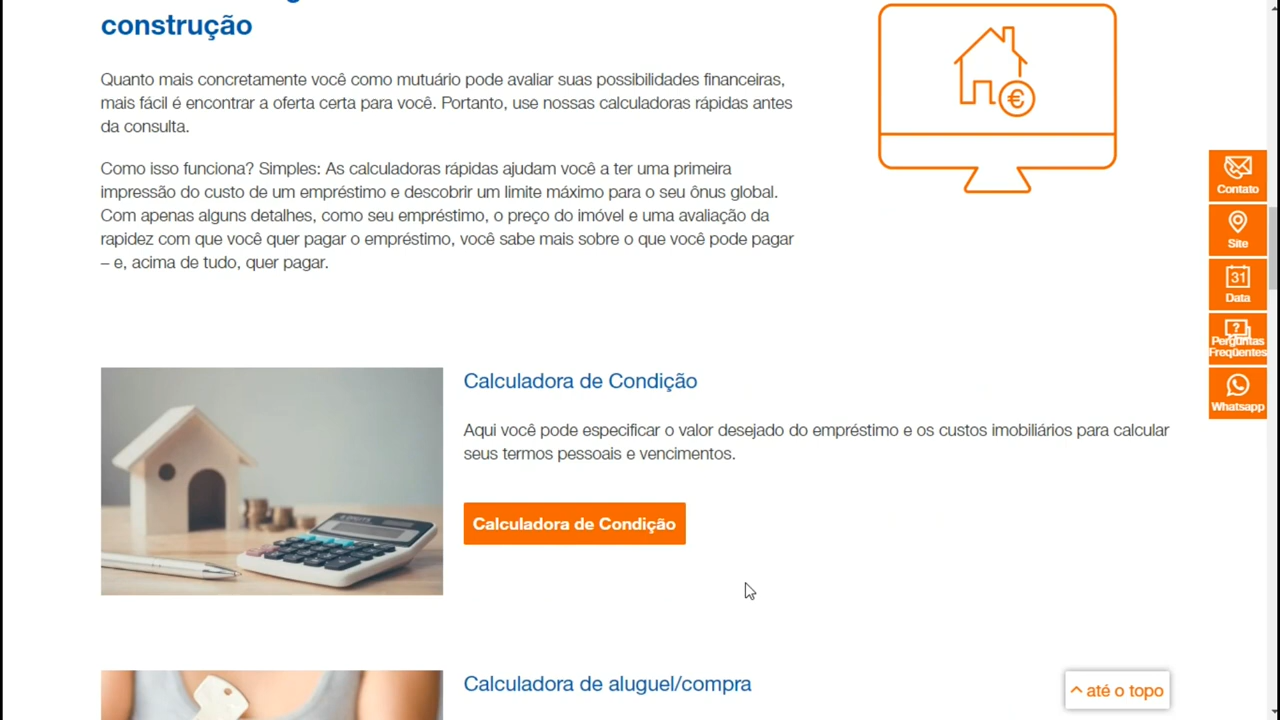 construção
Quanto mais concretamente você como mutuário pode avaliar suas possibilidades financeiras,
mais fácil é encontrar a oferta certa para você. Portanto, use nossas calculadoras rápidas antes
da consulta.
Como isso funciona? Simples: As calculadoras rápidas ajudam você a ter uma primeira
impressão do custo de um empréstimo e descobrir um limite máximo para o seu ônus global.
Com apenas alguns detalhes, como seu empréstimo, o preço do imóvel e uma avaliação da
rapidez com que você quer pagar o empréstimo, você sabe mais sobre o que você pode pagar
– e, acima de tudo, quer pagar.
Contato
Site
31
Data
Perguntas
Freqüentes
Whatsapp
Calculadora de Condição
Aqui você pode especificar o valor desejado do empréstimo e os custos imobiliários para calcular
seus termos pessoais e vencimentos.
Calculadora de Condição
Calculadora de aluguel/compra
até o topo